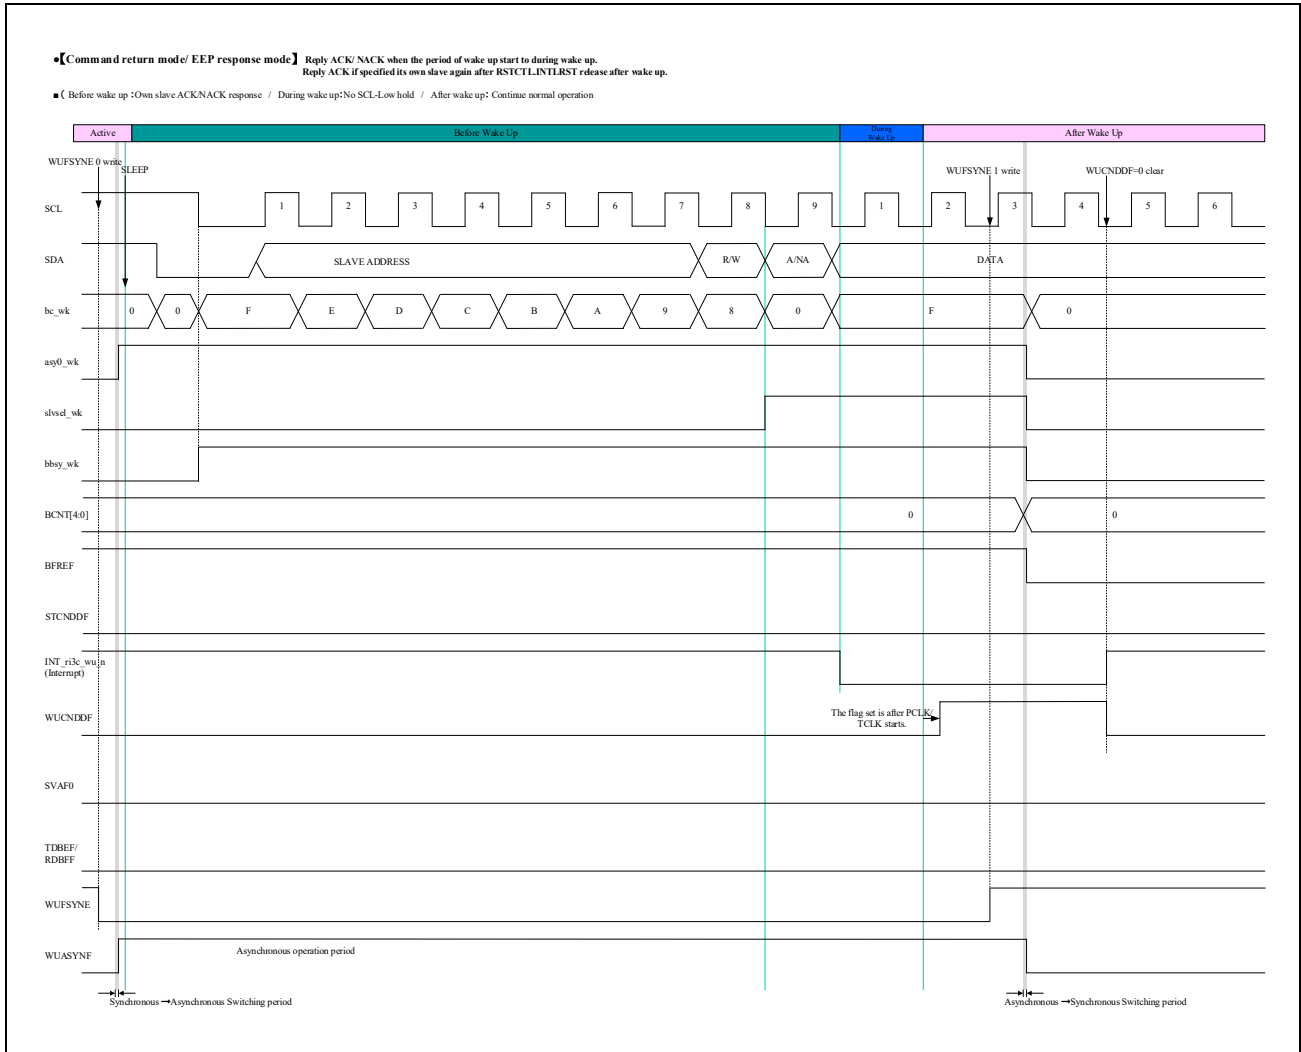 ●【Command return mode/ EEP response mode】 Reply ACK/ NACK when the period of wake up start to during wake up.
Reply ACK if specified its own slave again after RSTCTL.INTLRST release after wake up.
■( Before wake up :Own slave ACK/NACK response / During wake up:No SCL-Low hold / After wake up: Continue normal operation
Active Before Wake Up During After Wake Up
Wake Up
WUFSYNE 0 write
SLEEP WUFSYNE 1 write WUCNDDF=0 clear
SCL 1 2 3 4 5 6 7 8 9 1 2 3 4 5 6
SDA SLAVE ADDRESS R/W A/NA DATA
bc_wk 0 0 F E D C B A 9 8 0 F 0
asy0_wk
slvsel_wk
bbsy_wk
BCNT[4:0] 0 0
BFREF
STCNDDF
INT_ri3c_wu_n
(Interrupt)
WUCNDDF The flag set is after PCLK/
TCLK starts.
SVAF0
TDBEF/
RDBFF
WUFSYNE
WUASYNF Asynchronous operation period
Synchronous →Asynchronous Switching period Asynchronous →Synchronous Switching period